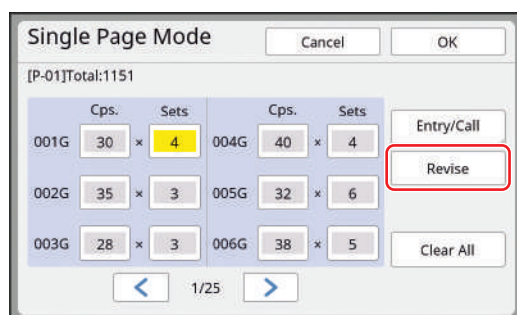 Single Page Mode Cancel OK
[P-01]Total:1151
Cps. Sets Cps. Sets
Entry/Call
001G 30 × 4 004G 40 × 4
Revise
002G 35 × 3 005G 32 × 6
003G 28 × 3 006G 38 × 5 Clear All
< 1/25 >